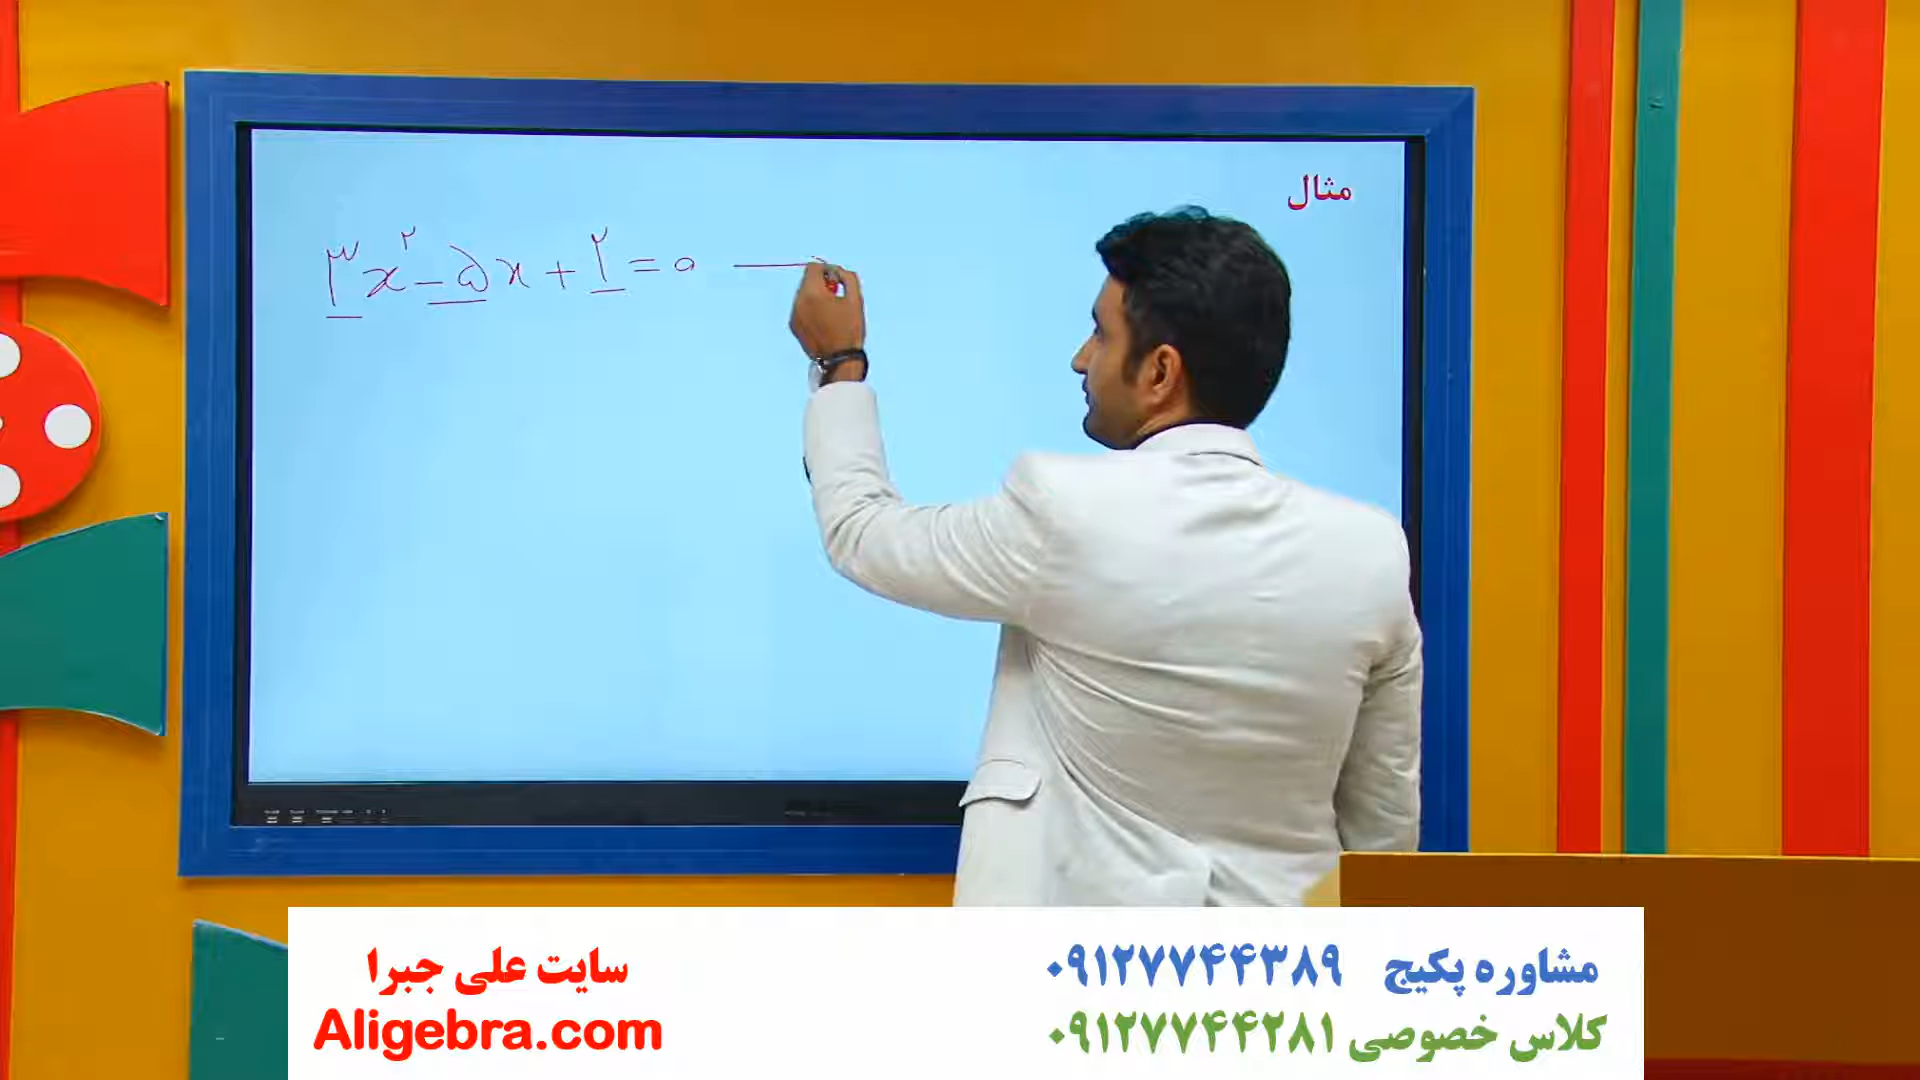 مثال
۳x² - ۵x + ۲ = ۰
سایت علی جبرا
Aligebra.com
مشاوره پکیج ۰۹۱۲۷۷۴۴۳۸۹
کلاس خصوصی ۰۹۱۲۷۷۴۴۲۸۱